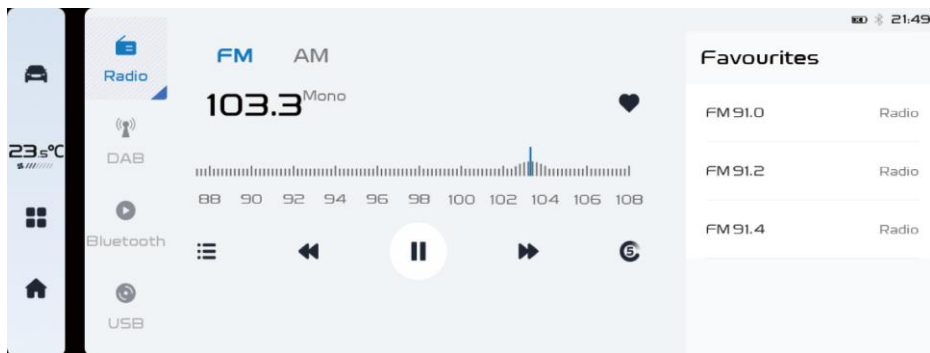 21:49
23.5°C
Radio
DAB
Bluetooth
USB
FM AM
103.3 Mono
88 90 92 94 96 98 100 102 104 106 108
5
Favourites
FM 91.0 Radio
FM 91.2 Radio
FM 91.4 Radio